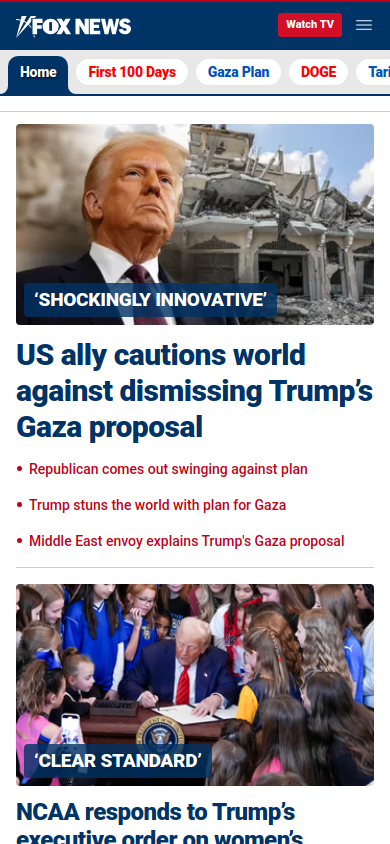 FOX NEWS
Watch TV
Home
First 100 Days
Gaza Plan
DOGE
Tari
‘SHOCKINGLY INNOVATIVE’
US ally cautions world
against dismissing Trump’s
Gaza proposal
• Republican comes out swinging against plan
• Trump stuns the world with plan for Gaza
• Middle East envoy explains Trump's Gaza proposal
‘CLEAR STANDARD’
NCAA responds to Trump’s
executive order on women’s